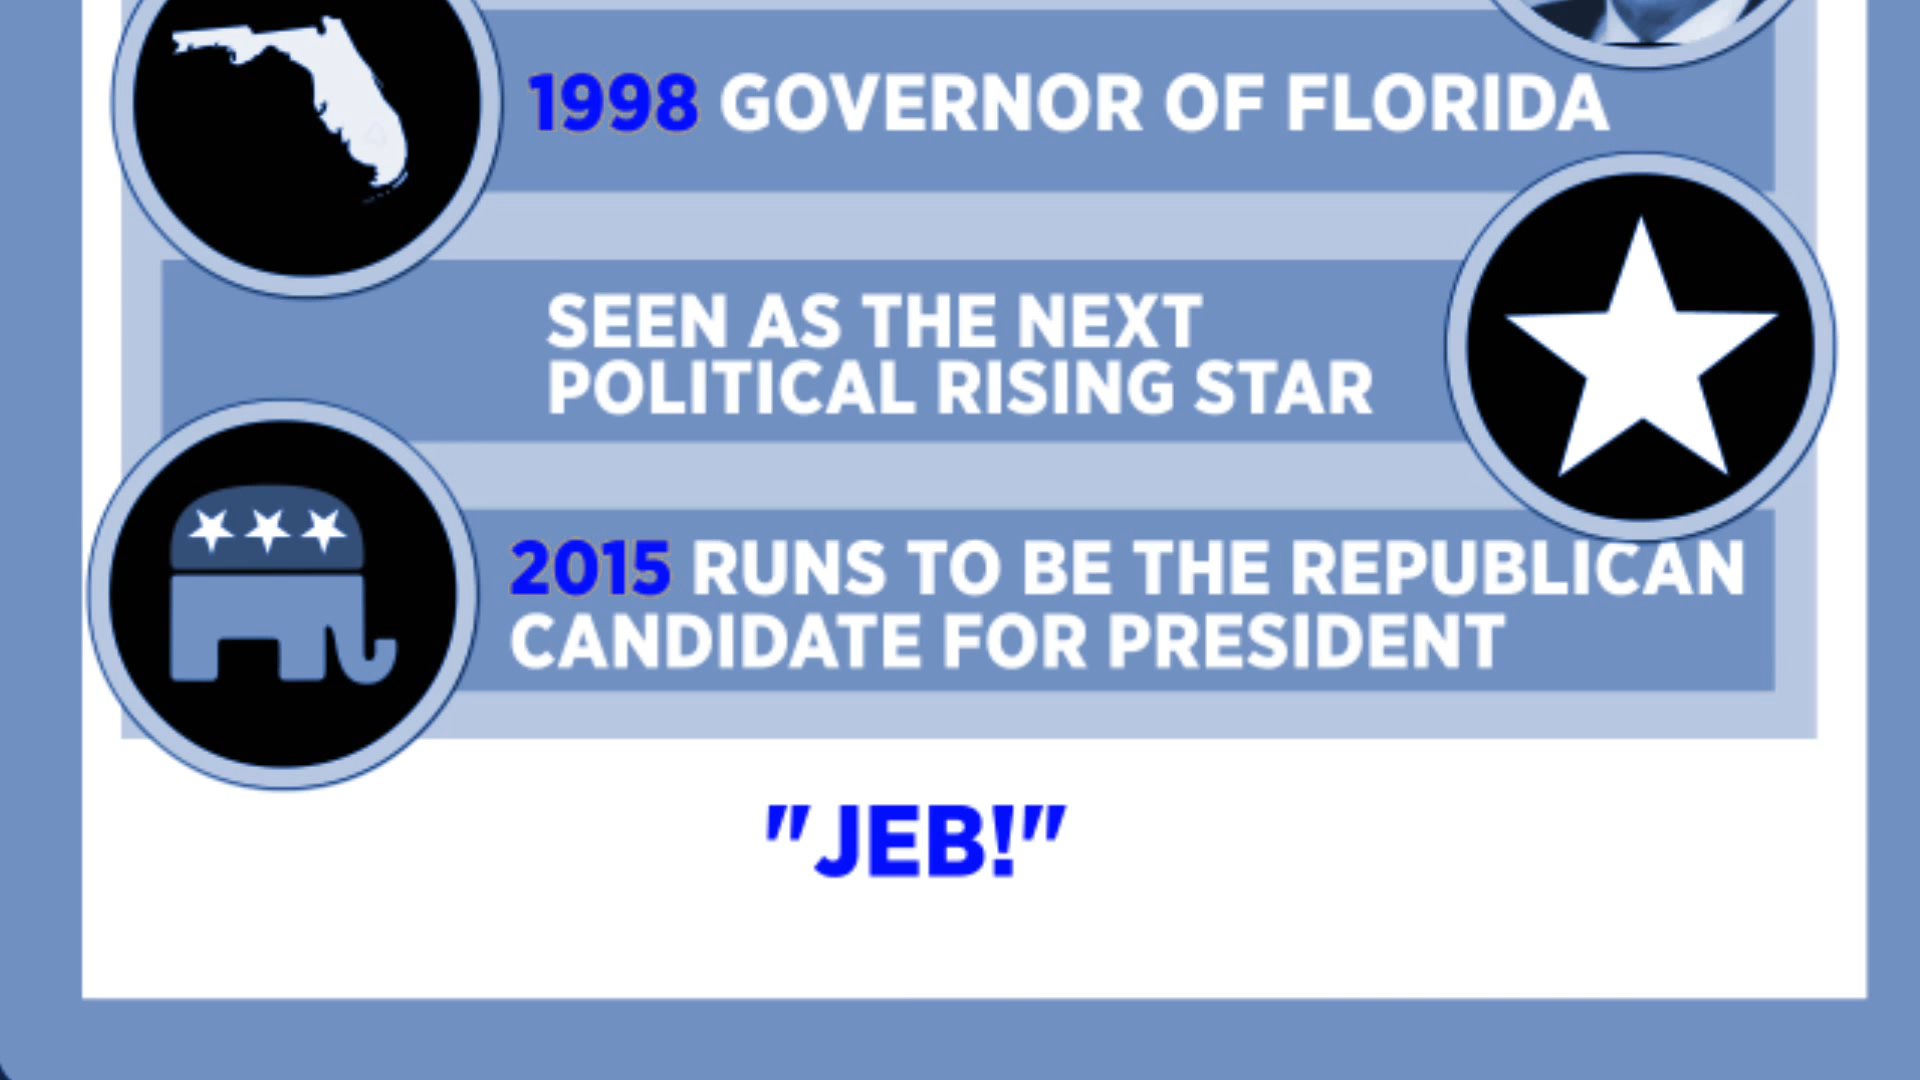 1998 GOVERNOR OF FLORIDA
SEEN AS THE NEXT
POLITICAL RISING STAR
2015 RUNS TO BE THE REPUBLICAN
CANDIDATE FOR PRESIDENT
"JEB!"